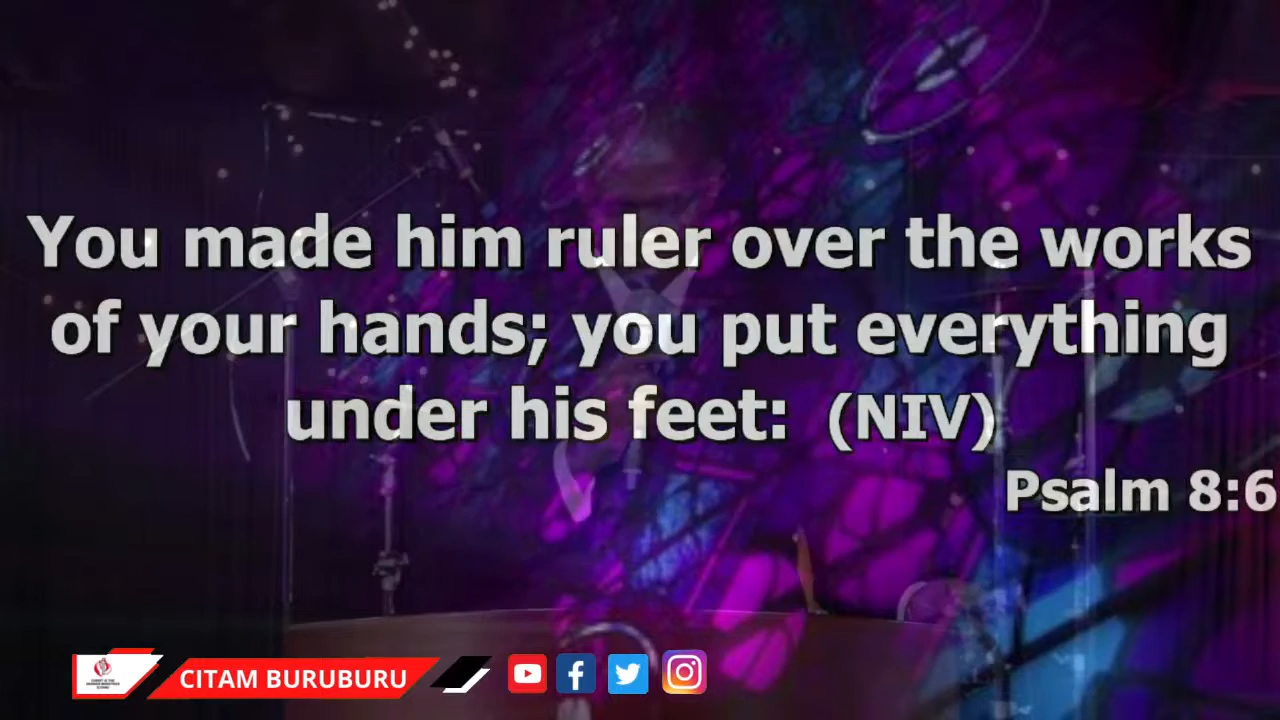 You made him ruler over the works
of your hands; you put everything
under his feet: (NIV)
Psalm 8:6
CITAM BURUBURU